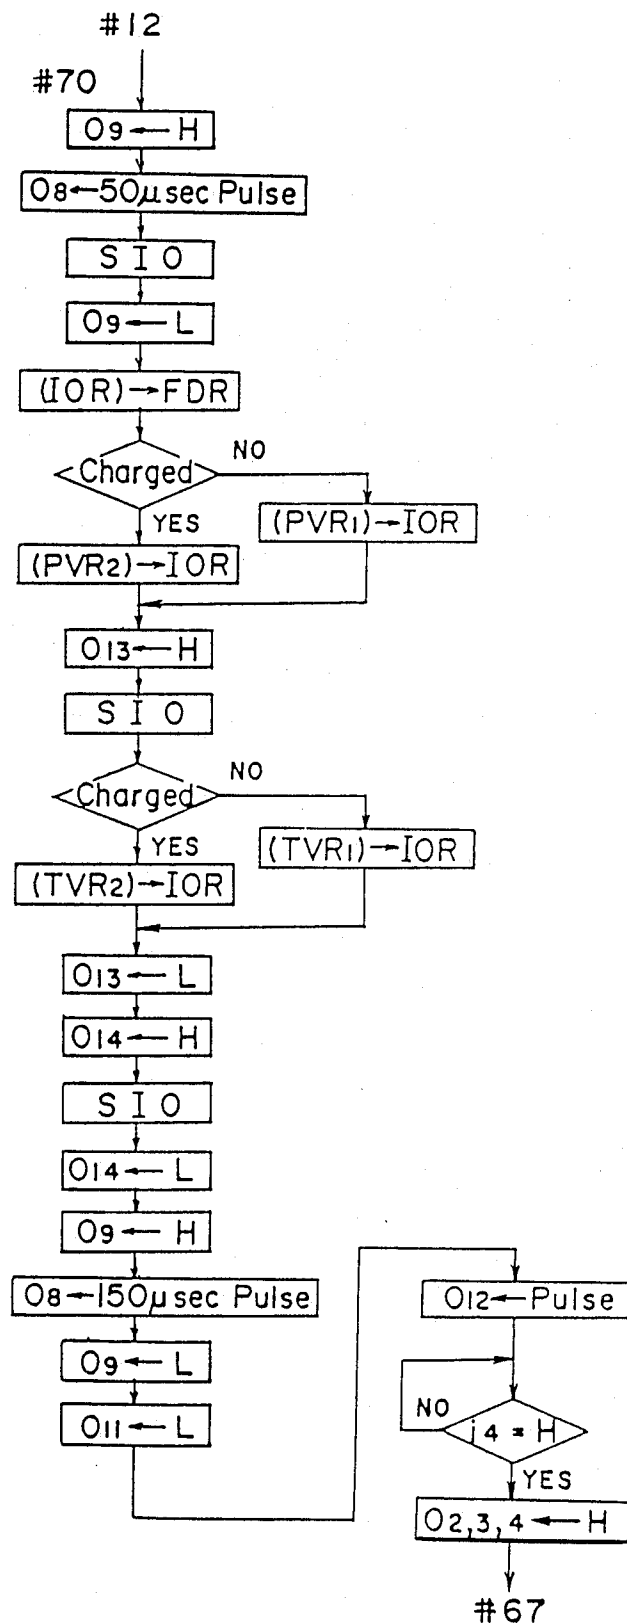 #12
#70
O9←H
O8←50μsec Pulse
SIO
O9←L
(IOR)→FDR
Charged
NO
YES
(PVR1)→IOR
(PVR2)→IOR
O13←H
SIO
Charged
NO
YES
(TVR1)→IOR
(TVR2)→IOR
O13←L
O14←H
SIO
O14←L
O9←H
O8←150μsec Pulse
O9←L
O11←L
O12←Pulse
NO
i4=H
YES
O2,3,4←H
#67